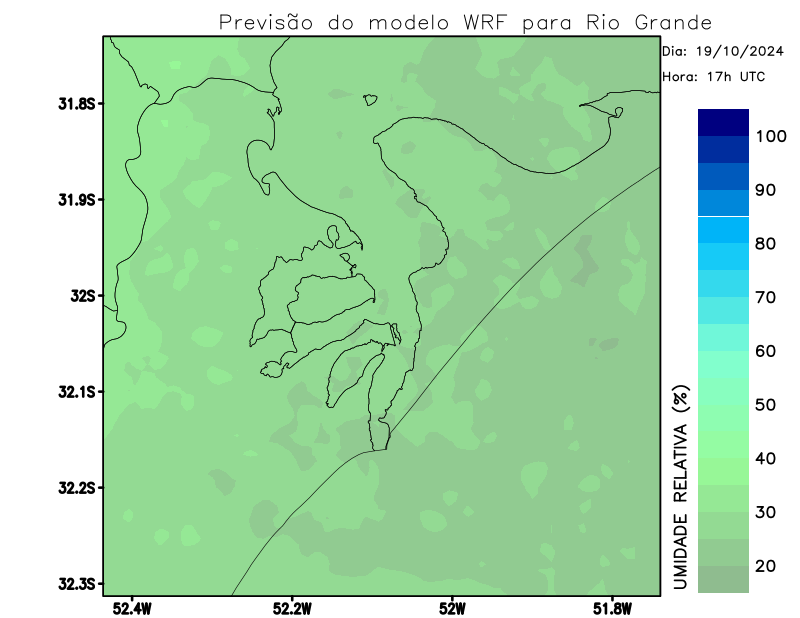 Previsão do modelo WRF para Rio Grande
Dia: 19/10/2024
Hora: 17h UTC
31.8S
31.9S
32S
32.1S
32.2S
32.3S
52.4W
52.2W
52W
51.8W
100
90
80
70
60
50
40
30
20
UMIDADE RELATIVA (%)